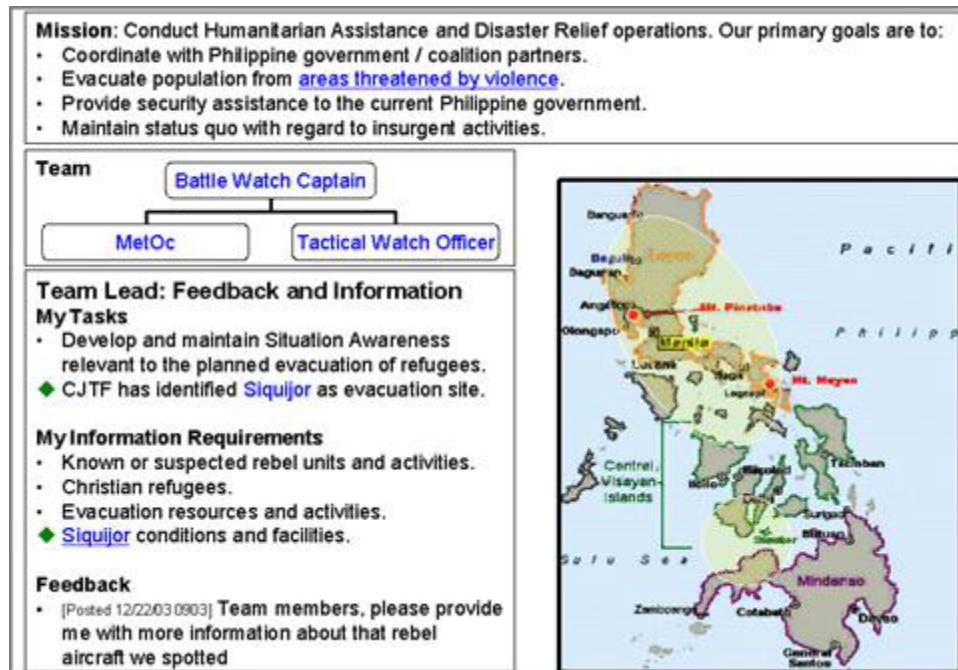 Mission: Conduct Humanitarian Assistance and Disaster Relief operations. Our primary goals are to:
• Coordinate with Philippine government / coalition partners.
• Evacuate population from areas threatened by violence.
• Provide security assistance to the current Philippine government.
• Maintain status quo with regard to insurgent activities.
Team
Battle Watch Captain
MetOc
Tactical Watch Officer
Team Lead: Feedback and Information
My Tasks
• Develop and maintain Situation Awareness
relevant to the planned evacuation of refugees.
◆ CJTF has identified Siquijor as evacuation site.
My Information Requirements
• Known or suspected rebel units and activities.
• Christian refugees.
• Evacuation resources and activities.
◆ Siquijor conditions and facilities.
Feedback
• [Posted 12/22/03 0903] Team members, please provide
me with more information about that rebel
aircraft we spotted
Luzon
Pacifi
Mt. Pinatubo
Olongapo
Philipp
Manila
Mt. Mayon
Central
Visayan
Islands
Tacloban
Iloilo
Bacolod
Surigao
Butuan
Sulu Sea
Mindanao
Zamboanga
Cotabato
Davao
General
Santos